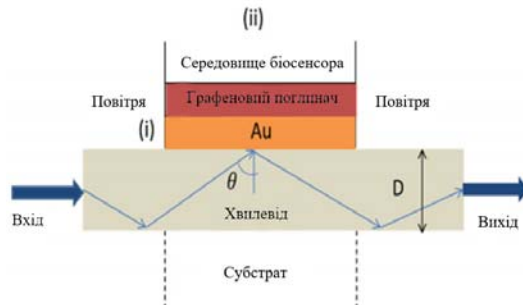 (ii)
Середовище біосенсора
Повітря
Графеновий поглинач
Повітря
(i)
Au
θ
D
Вхід
Хвилевід
Вихід
Субстрат